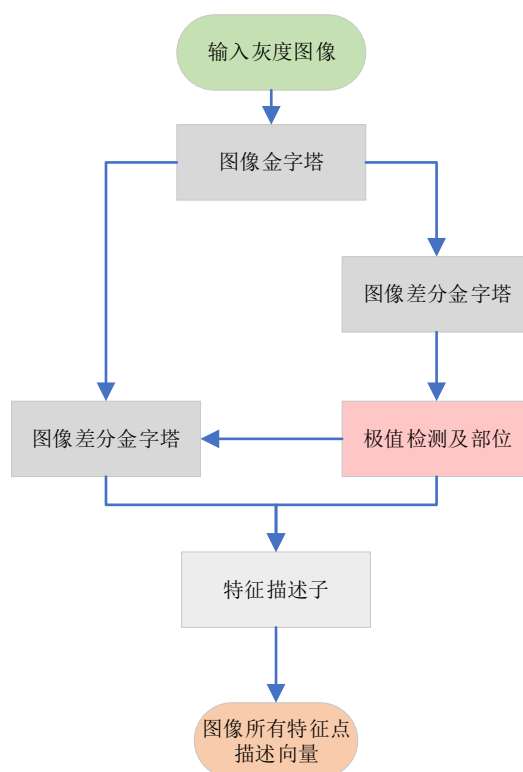 输入灰度图像
图像金字塔
图像差分金字塔
图像差分金字塔
极值检测及部位
特征描述子
图像所有特征点
描述向量